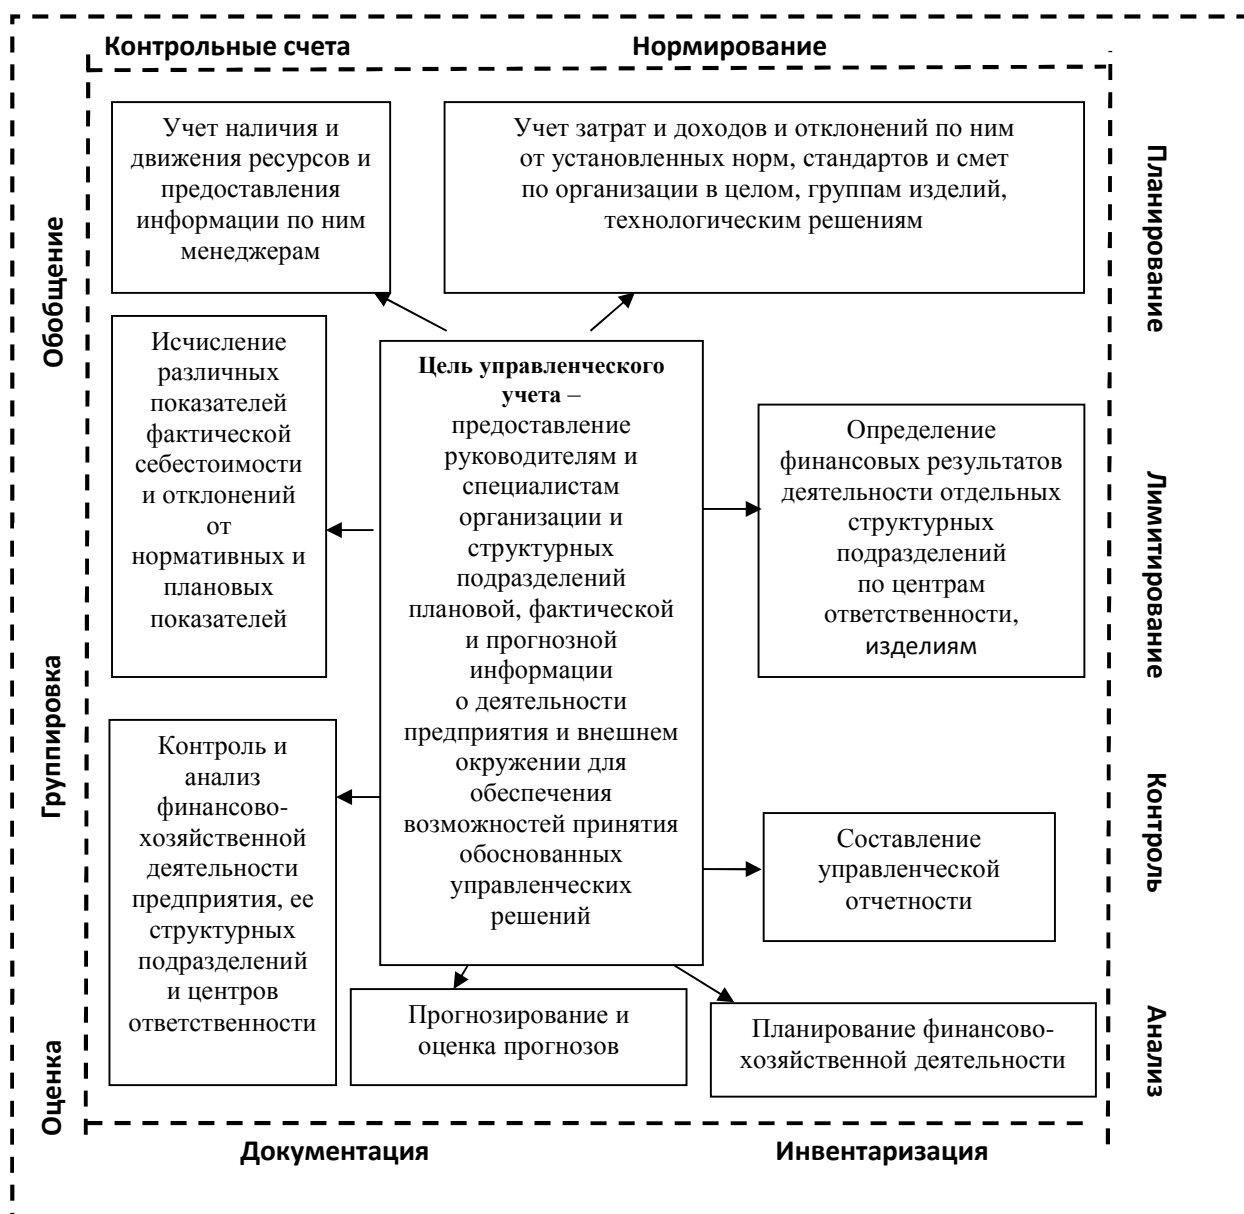 Контрольные счета
Нормирование
Учет наличия и
движения ресурсов и
предоставления
информации по ним
менеджерам
Учет затрат и доходов и отклонений по ним
от установленных норм, стандартов и смет
по организации в целом, группам изделий,
технологическим решениям
Обобщение
Планирование
Исчисление
различных
показателей
фактической
себестоимости
и отклонений
от
нормативных и
плановых
показателей
Цель управленческого
учета –
предоставление
руководителям и
специалистам
организации и
структурных
подразделений
плановой, фактической
и прогнозной
информации
о деятельности
предприятия и внешнем
окружении для
обеспечения
возможностей принятия
обоснованных
управленческих
решений
Определение
финансовых результатов
деятельности отдельных
структурных
подразделений
по центрам
ответственности,
изделиям
Лимитирование
Группировка
Контроль и
анализ
финансово-
хозяйственной
деятельности
предприятия, ее
структурных
подразделений
и центров
ответственности
Составление
управленческой
отчетности
Контроль
Прогнозирование и
оценка прогнозов
Планирование финансово-
хозяйственной деятельности
Оценка
Анализ
Документация
Инвентаризация